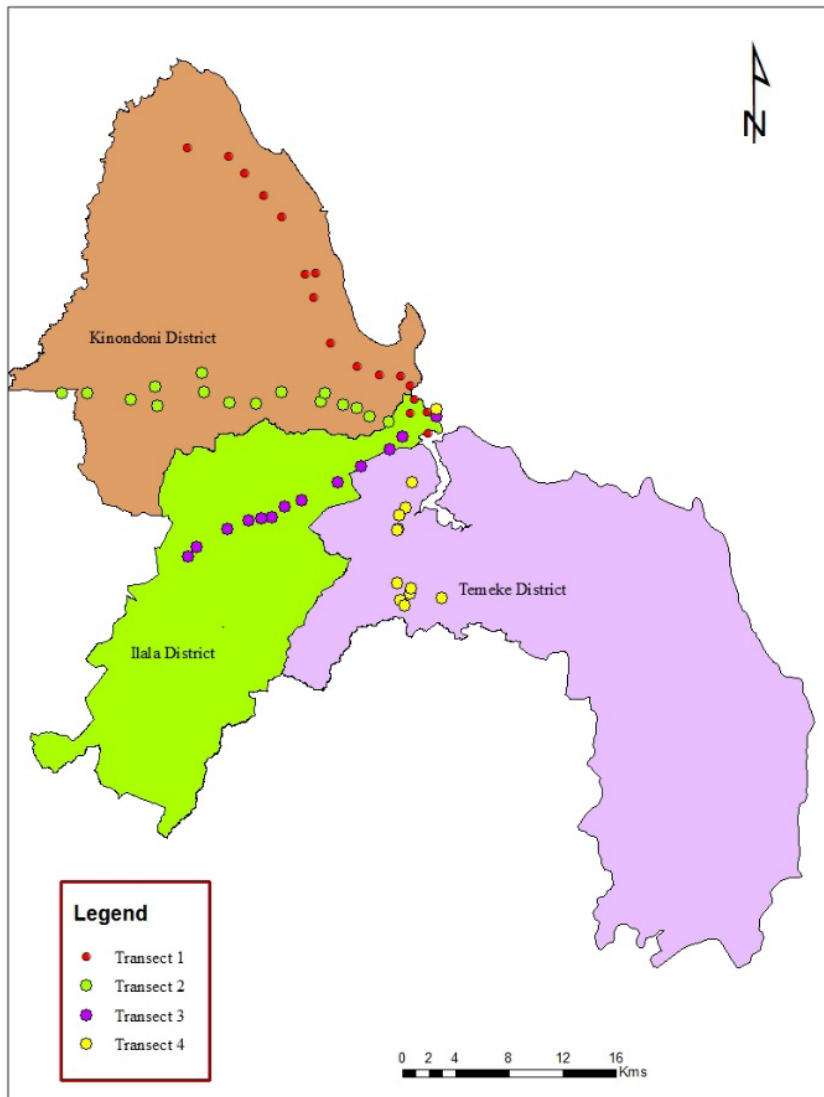 N
Kinondoni District
Temeke District
Ilala District
Legend
Transect 1
Transect 2
Transect 3
Transect 4
0 2 4 8 12 16
Kms